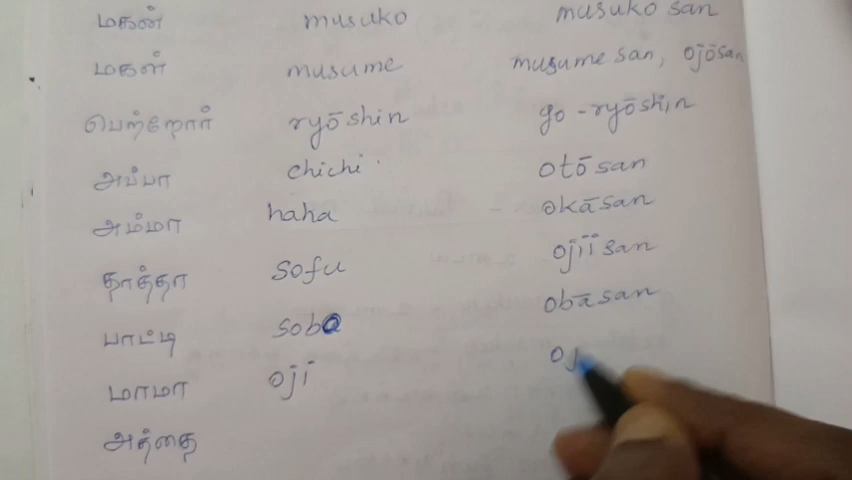 மகன் musuko musuko san
மகள் musume musume san, ojōsan
பெற்றோர் ryōshin go - ryōshin
அப்பா chichi otōsan
அம்மா haha okāsan
தாத்தா sofu ojiisan
பாட்டி sobo obāsan
மாமா oji oj
அத்தை